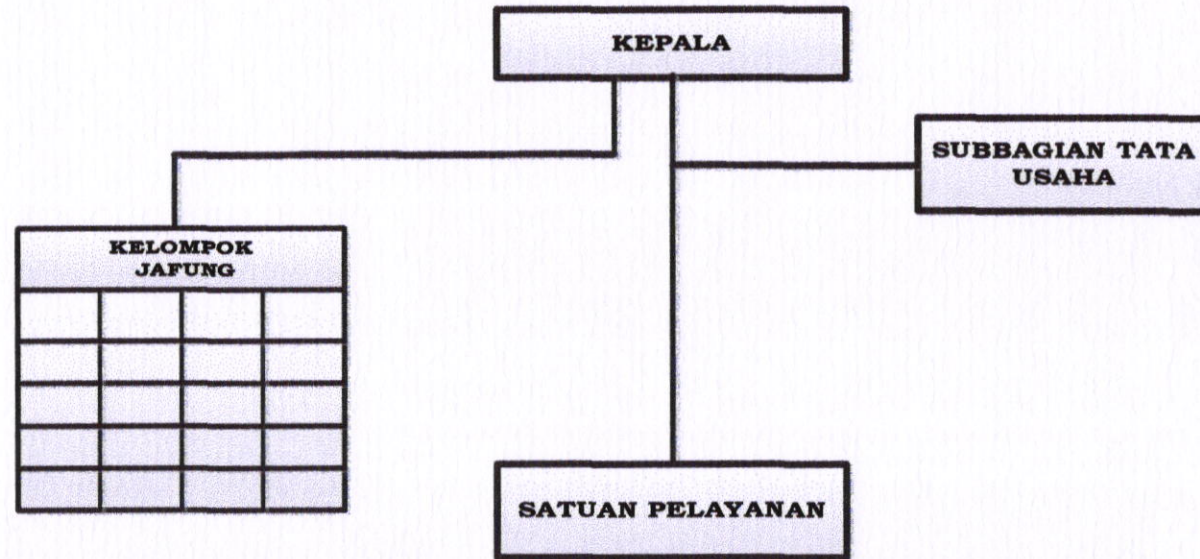 KEPALA
SUBBAGIAN TATA
USAHA
KELOMPOK
JAFUNG
SATUAN PELAYANAN